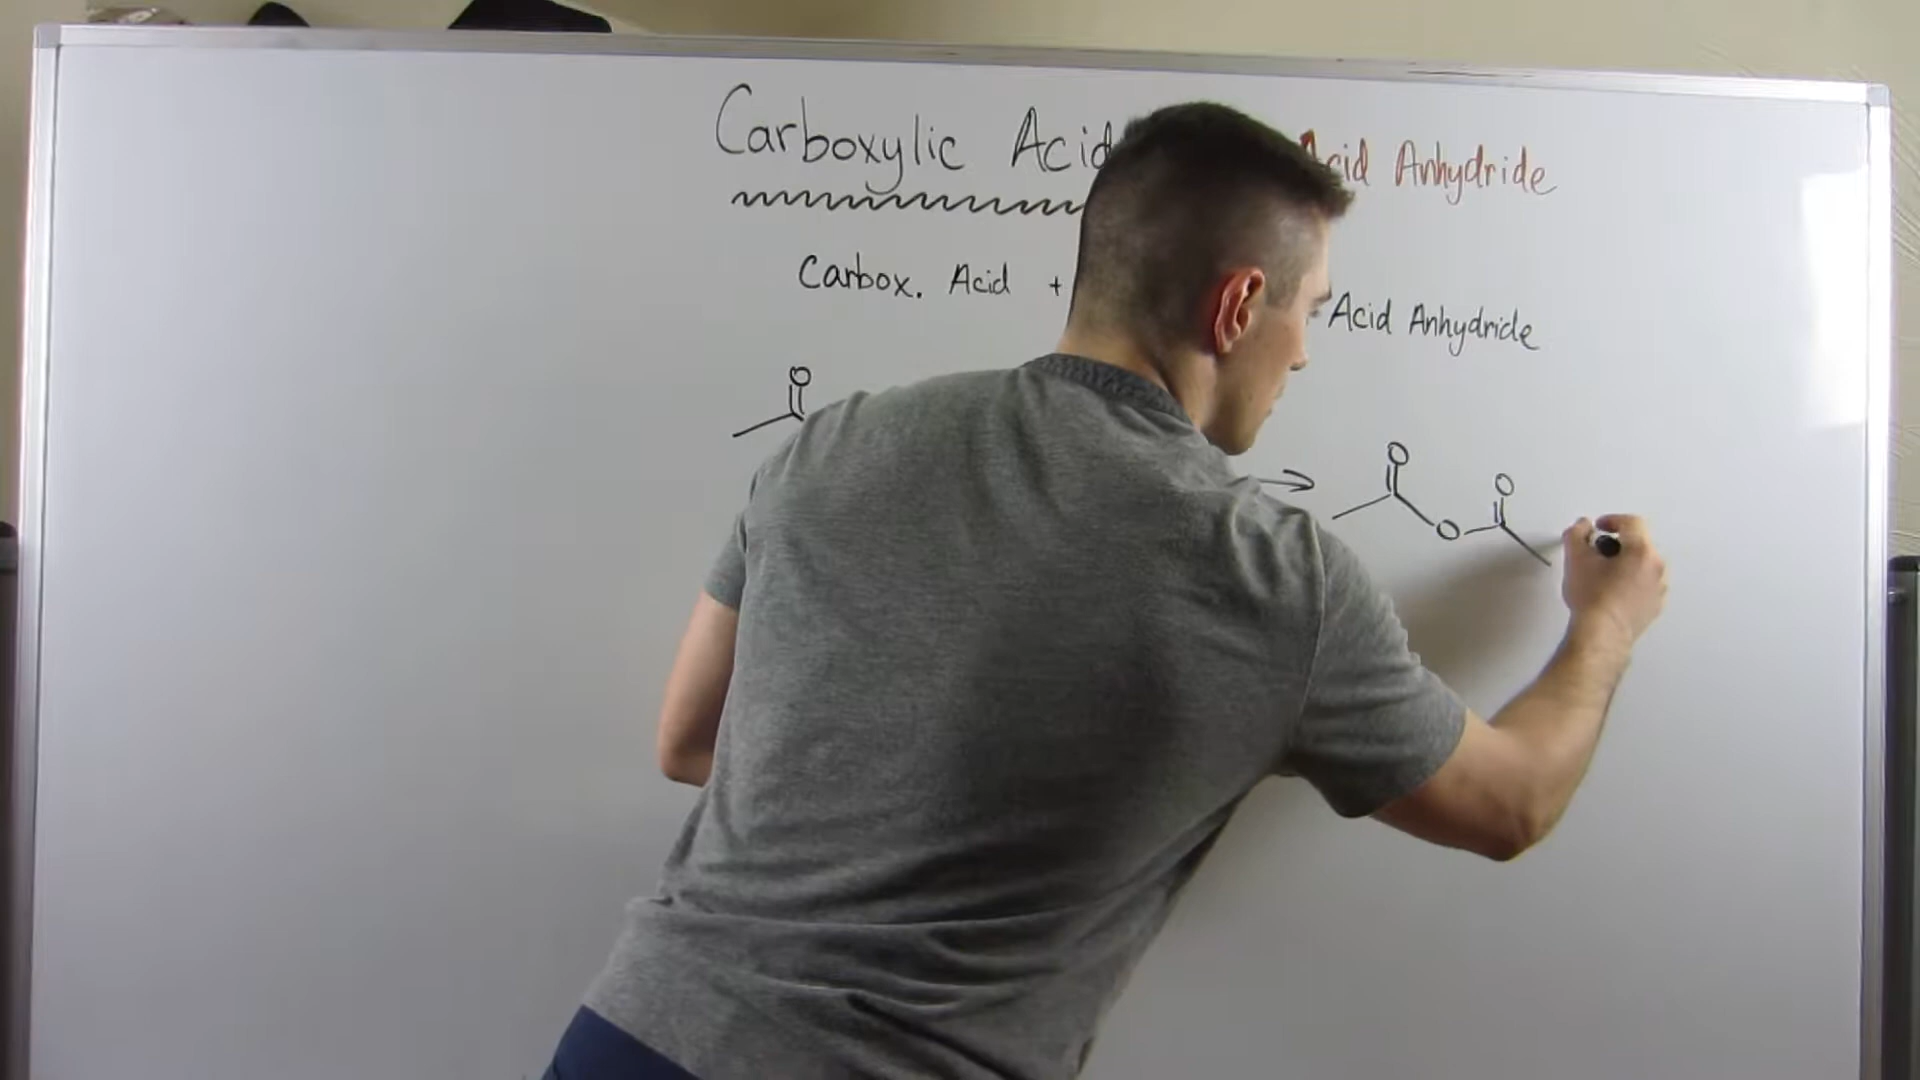 Carboxylic Acid Acid Anhydride
Carbox. Acid + Acid Anhydride
O
O O
O